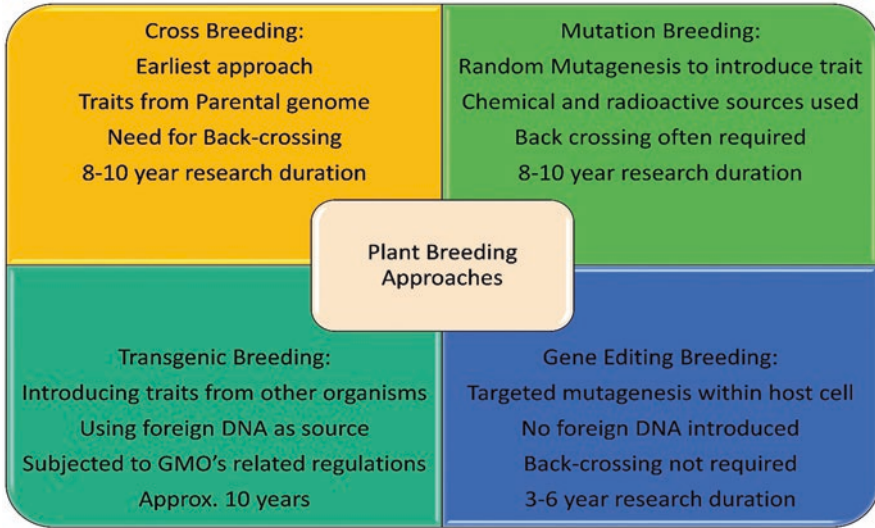 Cross Breeding:
Earliest approach
Traits from Parental genome
Need for Back-crossing
8-10 year research duration
Mutation Breeding:
Random Mutagenesis to introduce trait
Chemical and radioactive sources used
Back crossing often required
8-10 year research duration
Plant Breeding
Approaches
Transgenic Breeding:
Introducing traits from other organisms
Using foreign DNA as source
Subjected to GMO's related regulations
Approx. 10 years
Gene Editing Breeding:
Targeted mutagenesis within host cell
No foreign DNA introduced
Back-crossing not required
3-6 year research duration